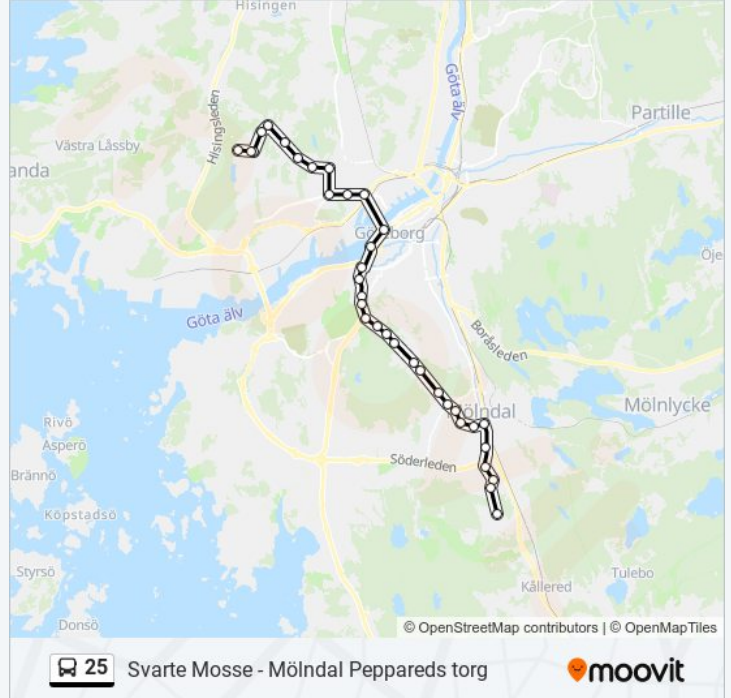 Hisingen
Göta älv
Hisingsleden
Partille
Västra Låssby
anda
Göteborg
Öje
Göta älv
Boråsleden
Mölndal
Mölnlycke
Rivö
Asperö
Söderleden
Brännö
Köpstadsö
Styrsö
Tulebo
Kållered
Donsö
© OpenStreetMap contributors | © OpenMapTiles
25 Svarte Mosse - Mölndal Peppareds torg
moovit